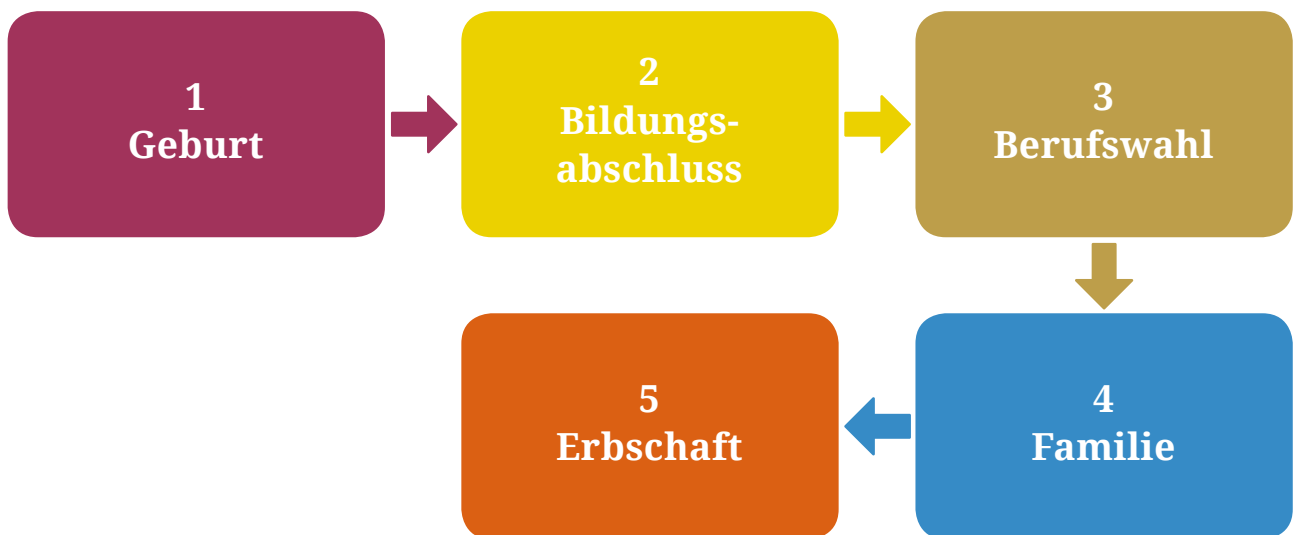 1
Geburt
2
Bildungs-
abschluss
3
Berufswahl
4
Familie
5
Erbschaft